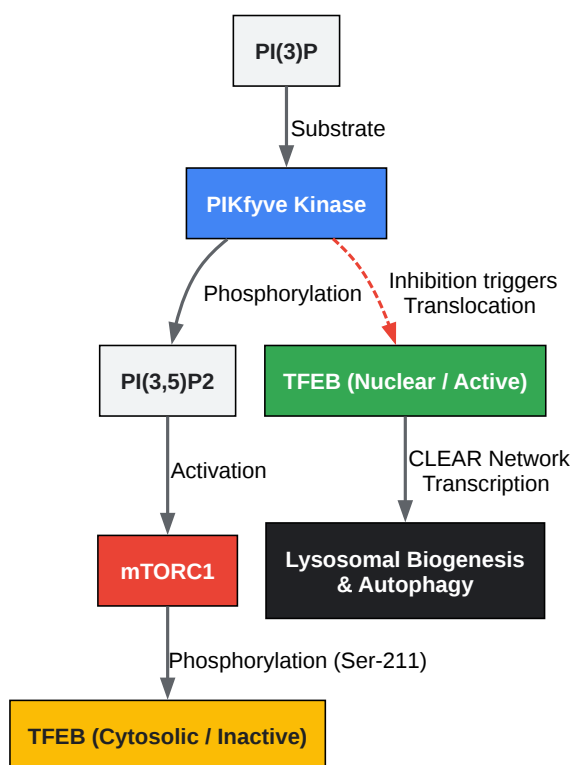 PI(3)P
Substrate
PIKfyve Kinase
Phosphorylation
Inhibition triggers
Translocation
PI(3,5)P2
TFEB (Nuclear / Active)
Activation
CLEAR Network
Transcription
mTORC1
Lysosomal Biogenesis
& Autophagy
Phosphorylation (Ser-211)
TFEB (Cytosolic / Inactive)